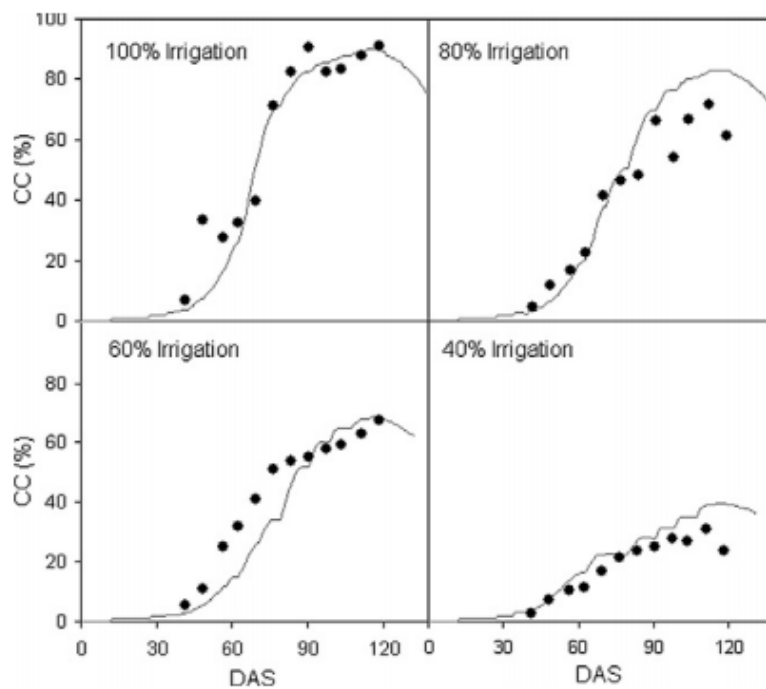 100
100% Irrigation
80% Irrigation
80
60
CC (%)
40
20
0
60% Irrigation
40% Irrigation
80
60
CC (%)
40
20
0
0 30 60 90 120 0 30 60 90 120
DAS DAS